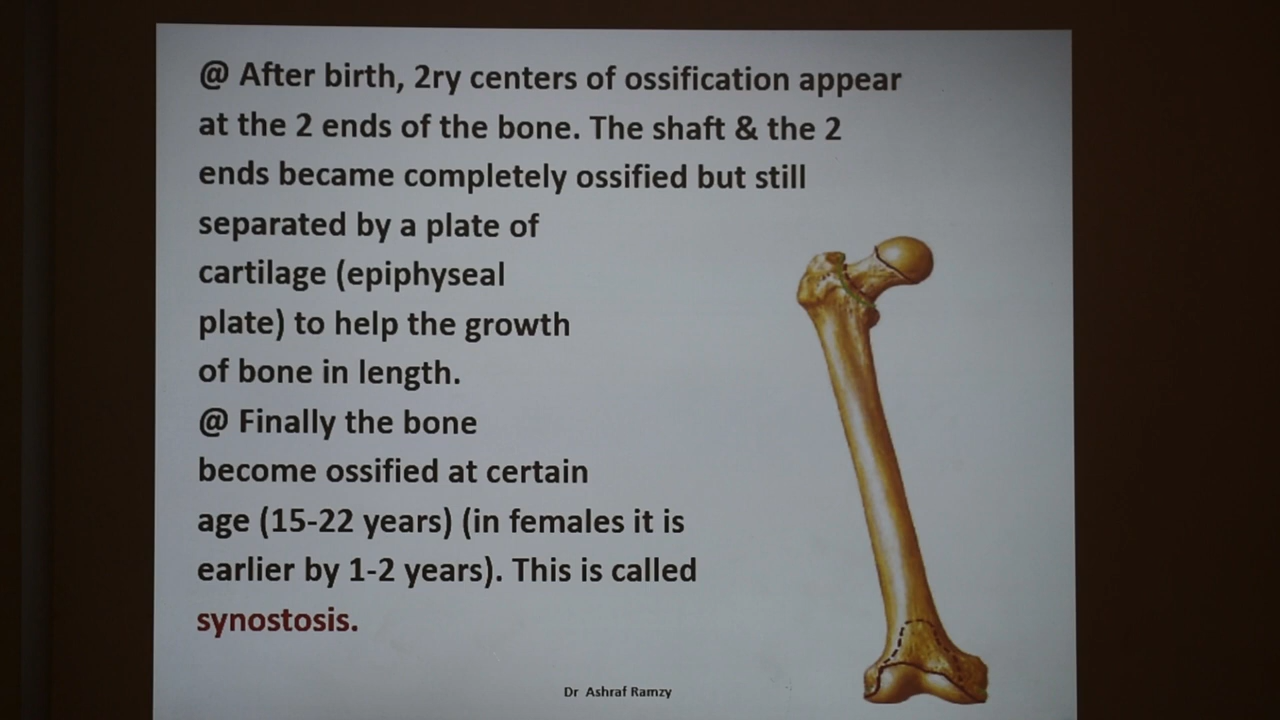 @ After birth, 2ry centers of ossification appear
at the 2 ends of the bone. The shaft & the 2
ends became completely ossified but still
separated by a plate of
cartilage (epiphyseal
plate) to help the growth
of bone in length.
@ Finally the bone
become ossified at certain
age (15-22 years) (in females it is
earlier by 1-2 years). This is called
synostosis.
Dr Ashraf Ramzy